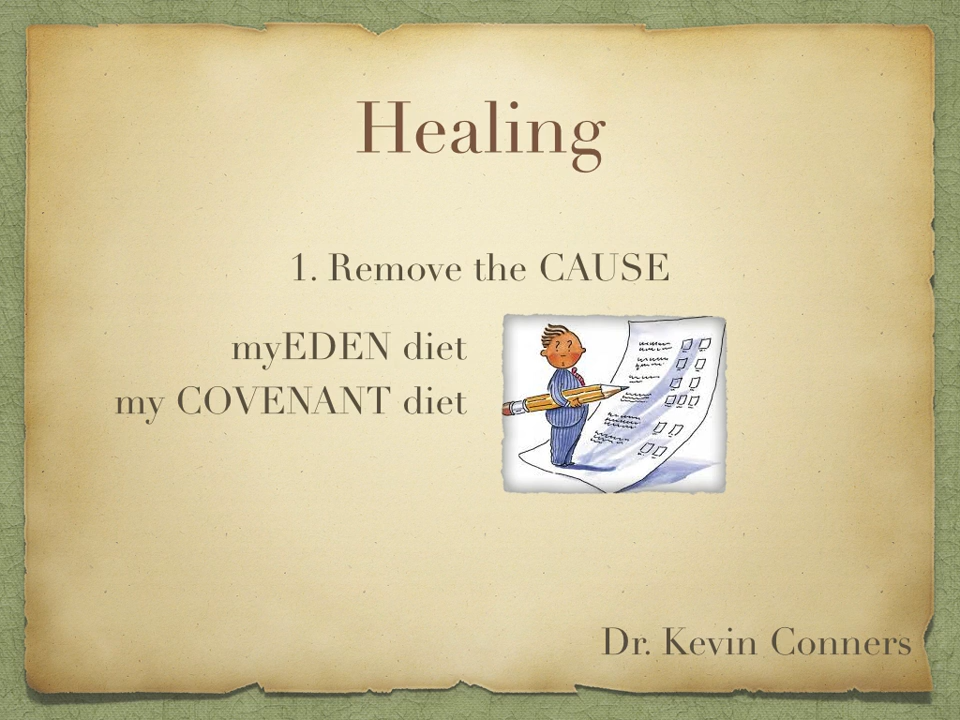 Healing
1. Remove the CAUSE
myEDEN diet
my COVENANT diet
Dr. Kevin Conners